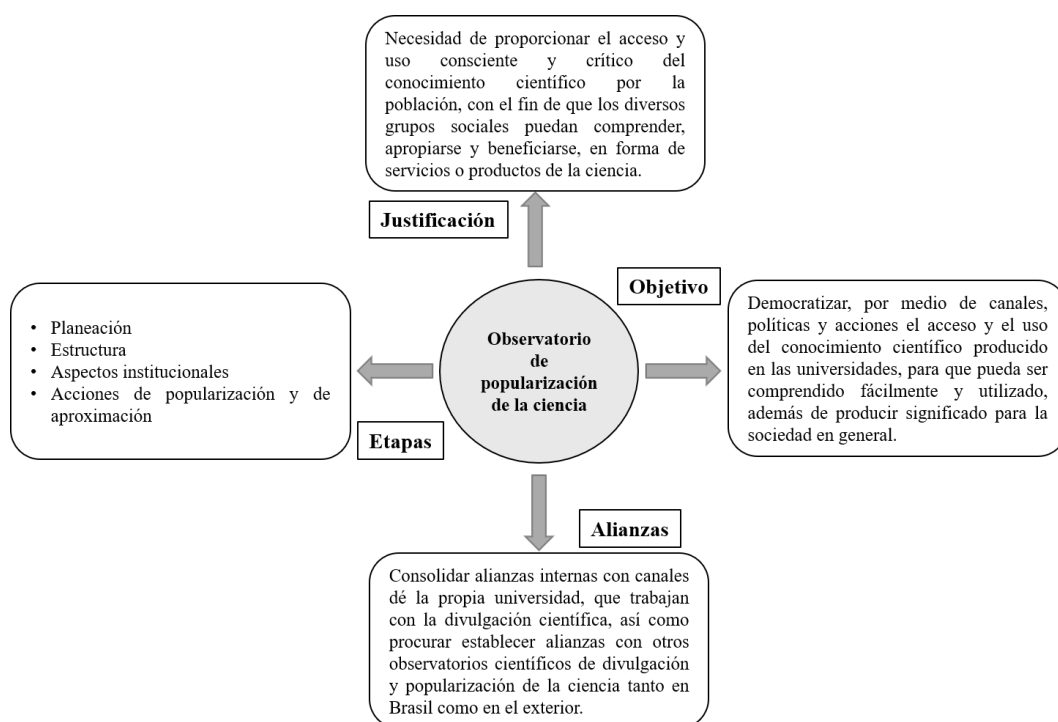 Necesidad de proporcionar el acceso y
uso consciente y crítico del
conocimiento científico por la
población, con el fin de que los diversos
grupos sociales puedan comprender,
apropiarse y beneficiarse, en forma de
servicios o productos de la ciencia.
Justificación
Objetivo
Democratizar, por medio de canales,
políticas y acciones el acceso y el uso
del conocimiento científico producido
en las universidades, para que pueda ser
comprendido fácilmente y utilizado,
además de producir significado para la
sociedad en general.
Observatorio
de
popularización
de la ciencia
• Planeación
• Estructura
• Aspectos institucionales
• Acciones de popularización y de
aproximación
Etapas
Alianzas
Consolidar alianzas internas con canales
dé la propia universidad, que trabajan
con la divulgación científica, así como
procurar establecer alianzas con otros
observatorios científicos de divulgación
y popularización de la ciencia tanto en
Brasil como en el exterior.